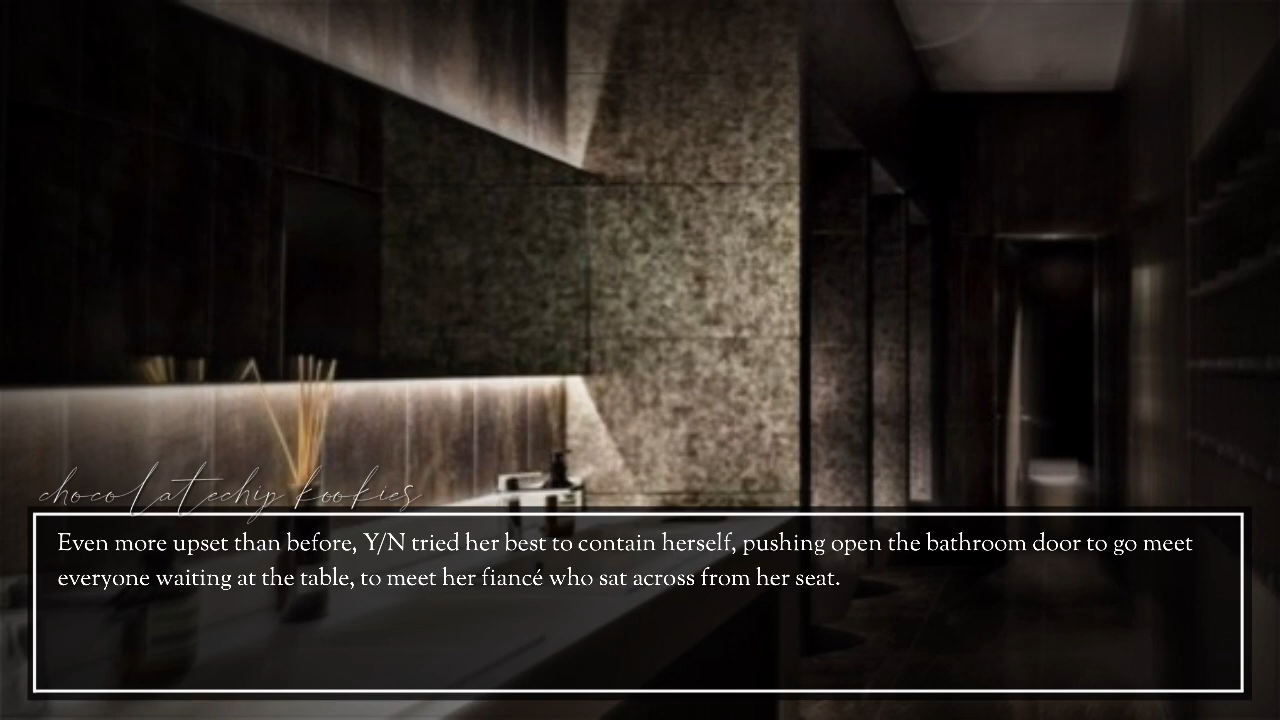 chocolatechip kookies
Even more upset than before, Y/N tried her best to contain herself, pushing open the bathroom door to go meet
everyone waiting at the table, to meet her fiancé who sat across from her seat.